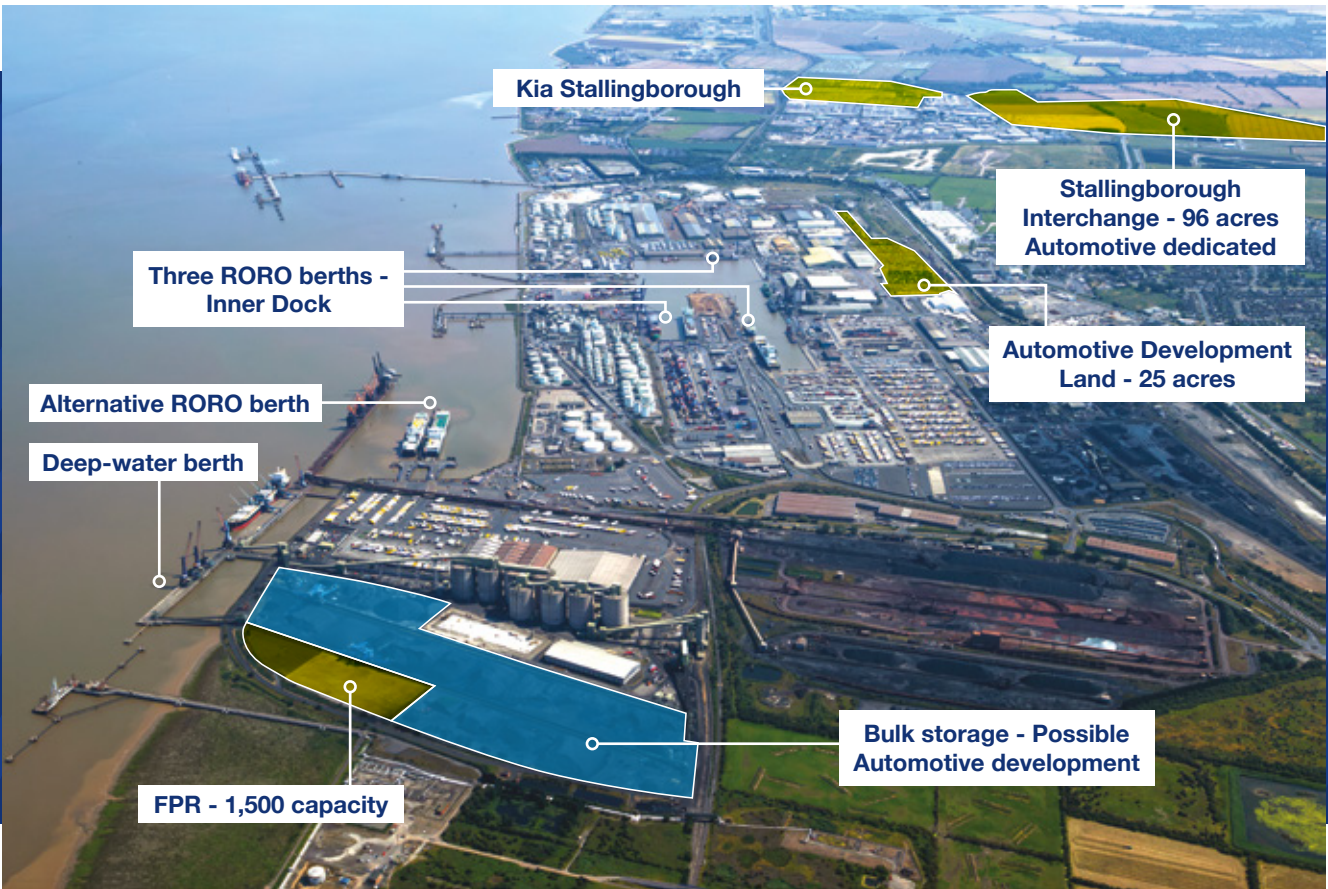 Kia Stallingborough
Stallingborough
Interchange - 96 acres
Automotive dedicated
Three RORO berths -
Inner Dock
Automotive Development
Land - 25 acres
Alternative RORO berth
Deep-water berth
Bulk storage - Possible
Automotive development
FPR - 1,500 capacity